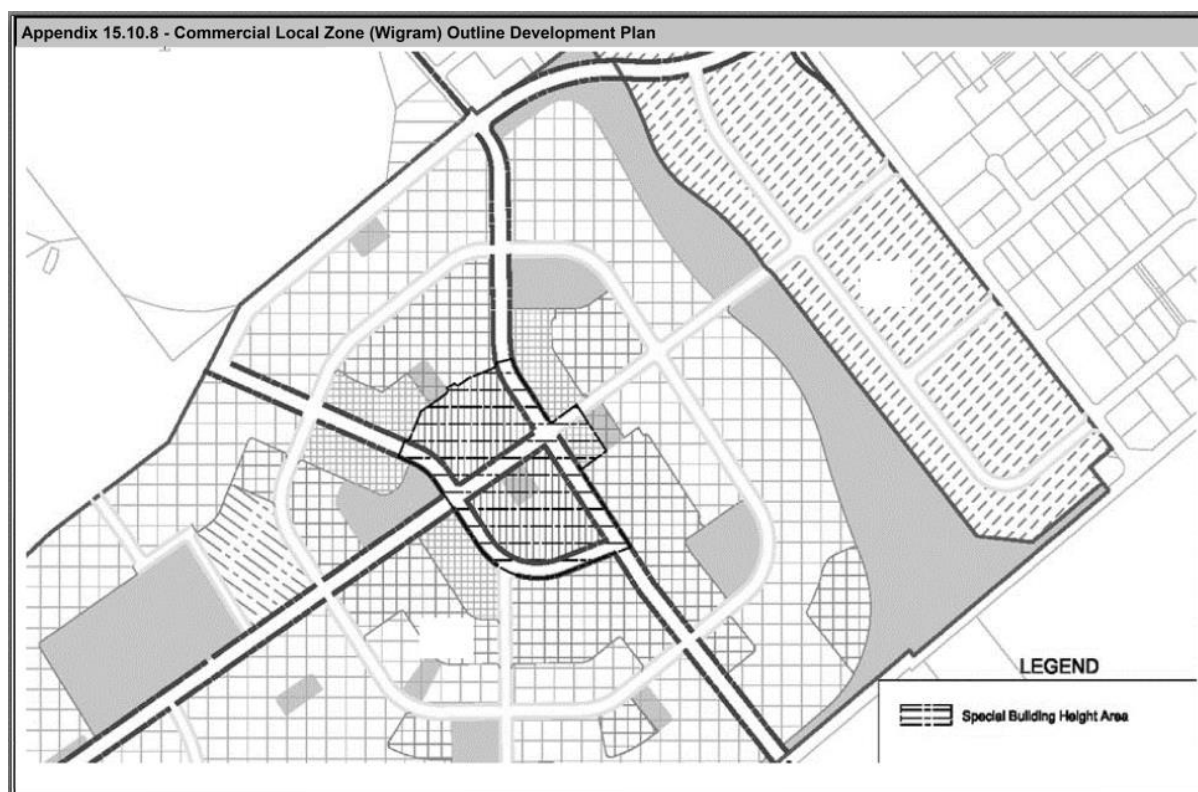 Appendix 15.10.8 - Commercial Local Zone (Wigram) Outline Development Plan
LEGEND
Special Building Height Area